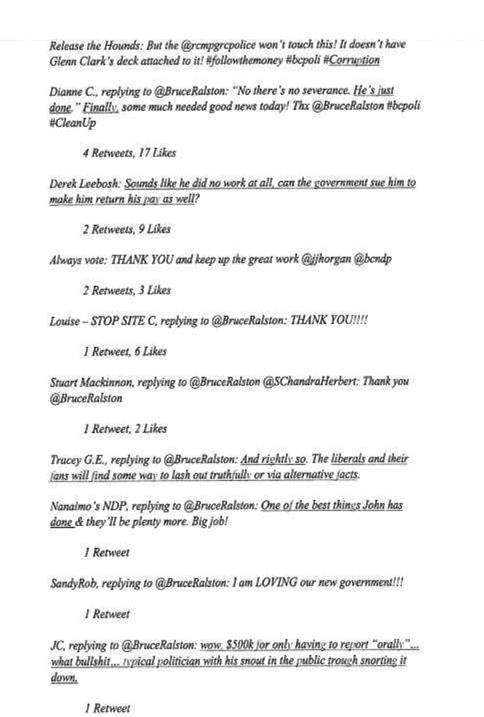 Release the Hounds: But the @rcmpgrcpolice won't touch this! It doesn't have
Glenn Clark's deck attached to it! #followthemoney #bcpoli #Corruption
Dianne C., replying to @BruceRalston: "No there's no severance. He's just
done." Finally, some much needed good news today! Thx @BruceRalston #bcpoli
#CleanUp
4 Retweets, 17 Likes
Derek Leebosh: Sounds like he did no work at all, can the government sue him to
make him return his pay as well?
2 Retweets, 9 Likes
Always vote: THANK YOU and keep up the great work @jjhorgan @bcndp
2 Retweets, 3 Likes
Louise – STOP SITE C, replying to @BruceRalston: THANK YOU!!!!
1 Retweet, 6 Likes
Stuart Mackinnon, replying to @BruceRalston @SChandraHerbert: Thank you
@BruceRalston
1 Retweet, 2 Likes
Tracey G.E., replying to @BruceRalston: And rightly so. The liberals and their
fans will find some way to lash out truthfully or via alternative facts.
Nanaimo's NDP, replying to @BruceRalston: One of the best things John has
done & they'll be plenty more. Big job!
1 Retweet
SandyRob, replying to @BruceRalston: I am LOVING our new government!!!
1 Retweet
JC, replying to @BruceRalston: wow, $500k for only having to report "orally"...
what bullshit... typical politician with his snout in the public trough snorting it
down.
1 Retweet